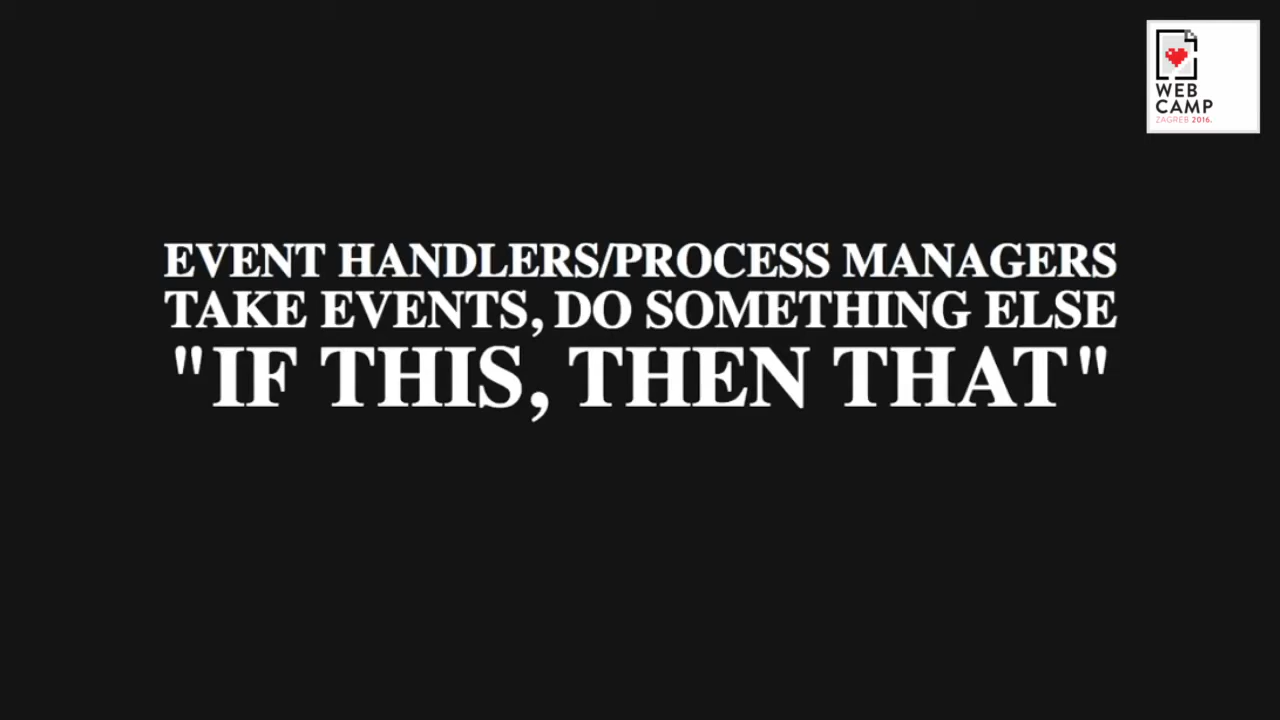 WEB
CAMP
ZAGREB 2016.
EVENT HANDLERS/PROCESS MANAGERS
TAKE EVENTS, DO SOMETHING ELSE
"IF THIS, THEN THAT"